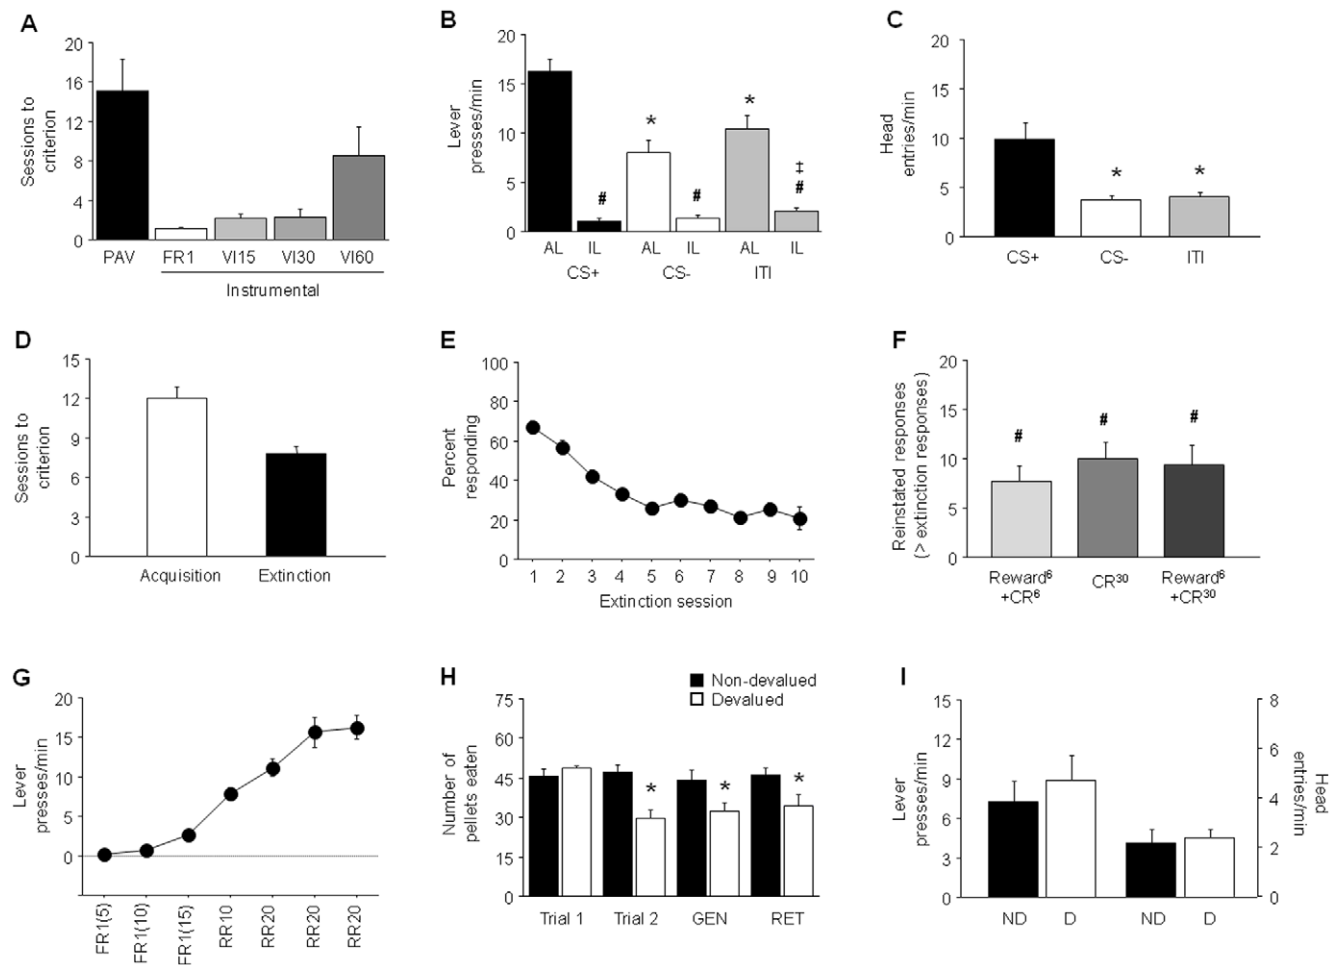 A
Sessions to
criterion
20
16
12
8
4
0
PAV
FR1
VI15
VI30
VI60
Instrumental
B
Lever
presses/min
20
15
10
5
0
#
*
#
*
‡
#
AL
IL
AL
IL
AL
IL
CS+
CS-
ITI
C
Head
entries/min
20
15
10
5
0
*
*
CS+
CS-
ITI
D
Sessions to
criterion
15
12
9
6
3
0
Acquisition
Extinction
E
Percent
responding
100
80
60
40
20
0
1 2 3 4 5 6 7 8 9 10
Extinction session
F
Reinstated responses
(> extinction responses)
20
15
10
5
0
#
#
#
Reward⁶
+CR⁶
CR³⁰
Reward⁶
+CR³⁰
G
Lever
presses/min
20
15
10
5
0
FR1(5)
FR1(10)
FR1(15)
RR10
RR20
RR20
RR20
H
Non-devalued
Devalued
Number of
pellets eaten
75
60
45
30
15
0
*
*
*
Trial 1
Trial 2
GEN
RET
I
Lever
presses/min
15
12
9
6
3
0
8
6
4
2
0
Head
entries/min
ND
D
ND
D